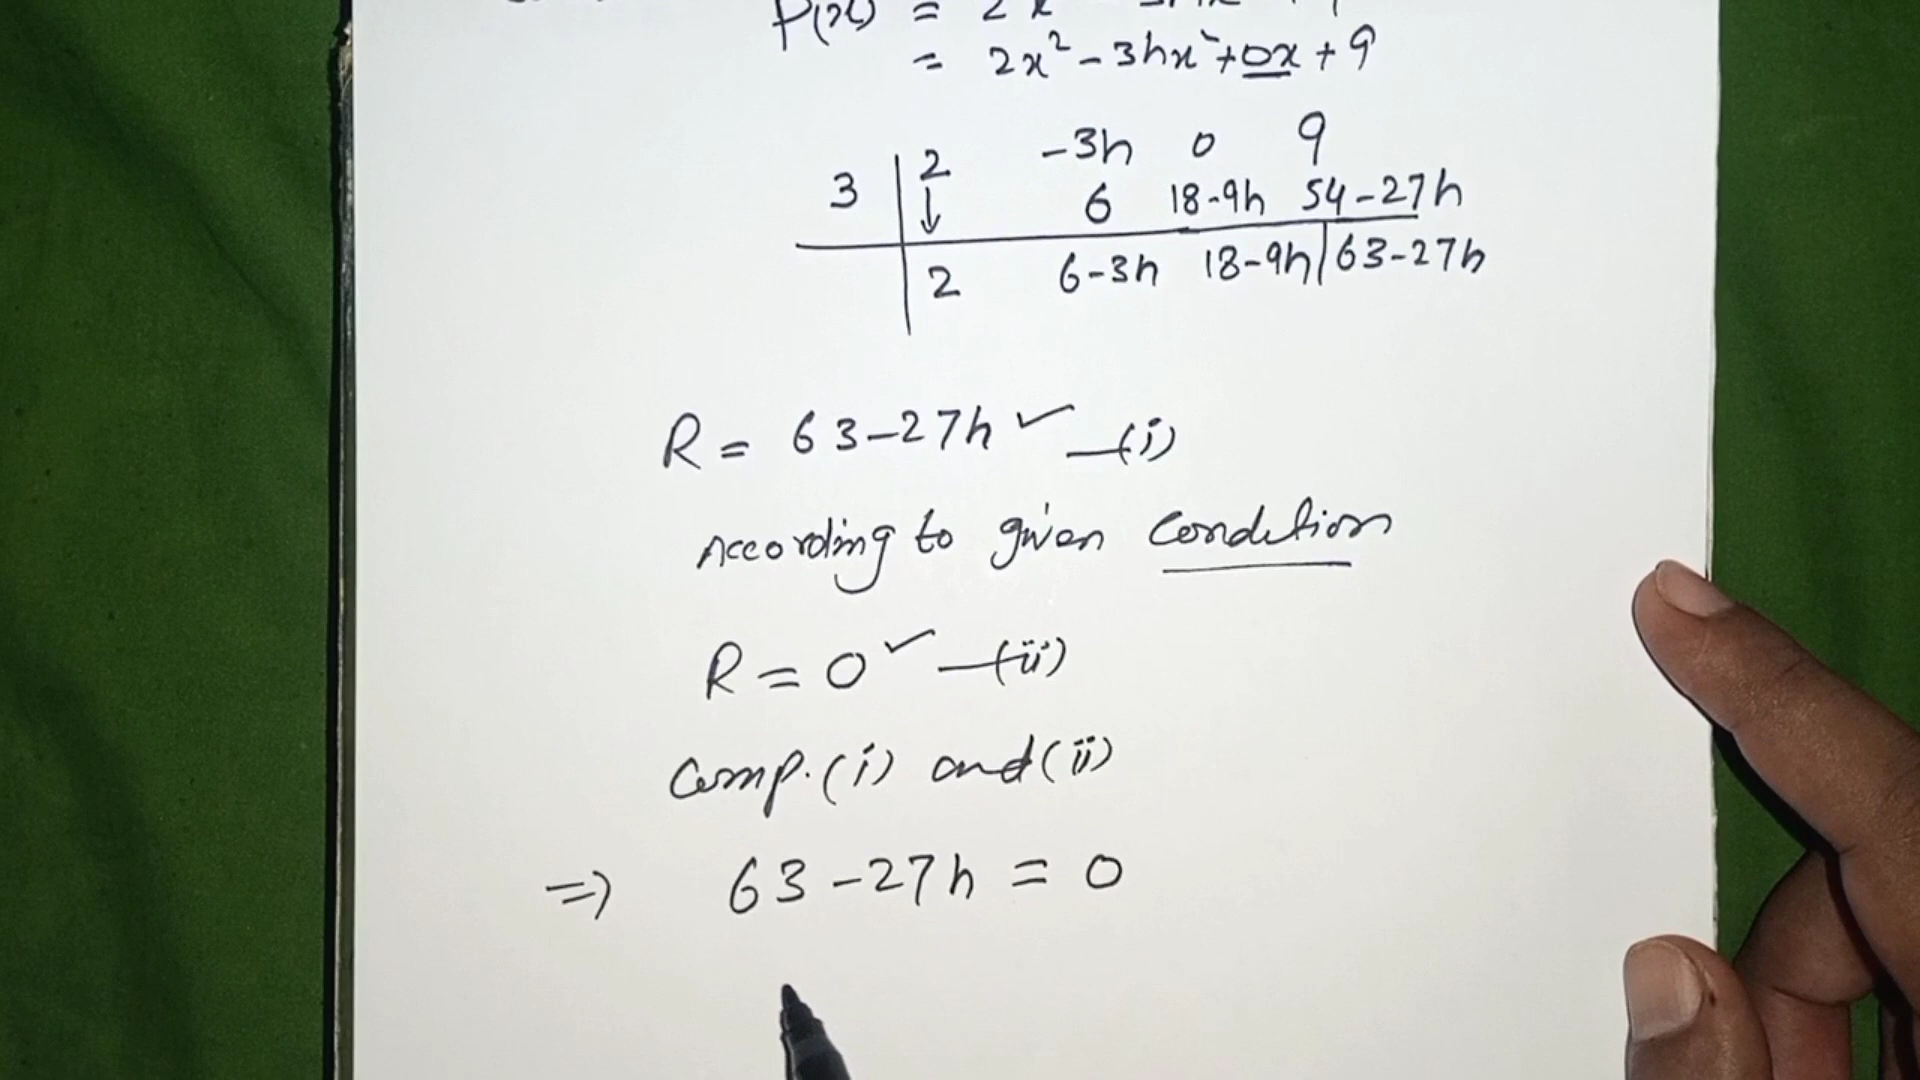 P(x) = 2x
= 2x² - 3hx² + 0x + 9
3 | 2 -3h 0 9
↓ 6 18-9h 54-27h
2 6-3h 18-9h | 63-27h
R = 63-27h ✓ —(i)
According to given Condition
R = 0 ✓ —(ii)
Comp. (i) and (ii)
=> 63 - 27h = 0